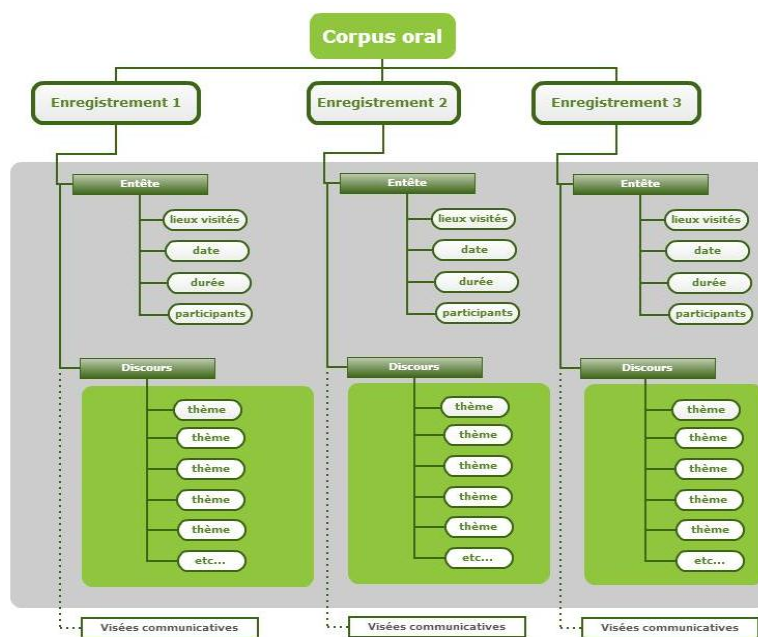 Corpus oral
Enregistrement 1
Enregistrement 2
Enregistrement 3
Entête
lieux visités
date
durée
participants
Discours
thème
thème
thème
thème
thème
etc...
Visées communicatives
Entête
lieux visités
date
durée
participants
Discours
thème
thème
thème
thème
thème
etc...
Visées communicatives
Entête
lieux visités
date
durée
participants
Discours
thème
thème
thème
thème
thème
etc...
Visées communicatives